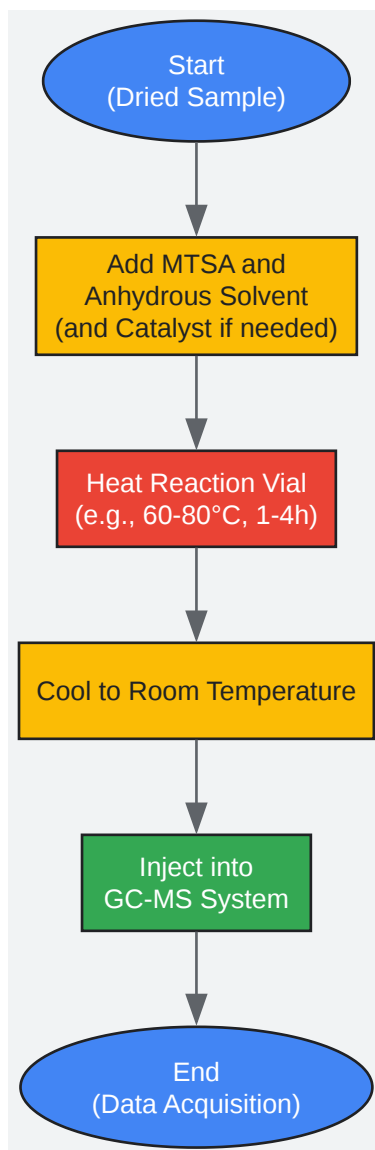 Start
(Dried Sample)
Add MTSA and
Anhydrous Solvent
(and Catalyst if needed)
Heat Reaction Vial
(e.g., 60-80°C, 1-4h)
Cool to Room Temperature
Inject into
GC-MS System
End
(Data Acquisition)